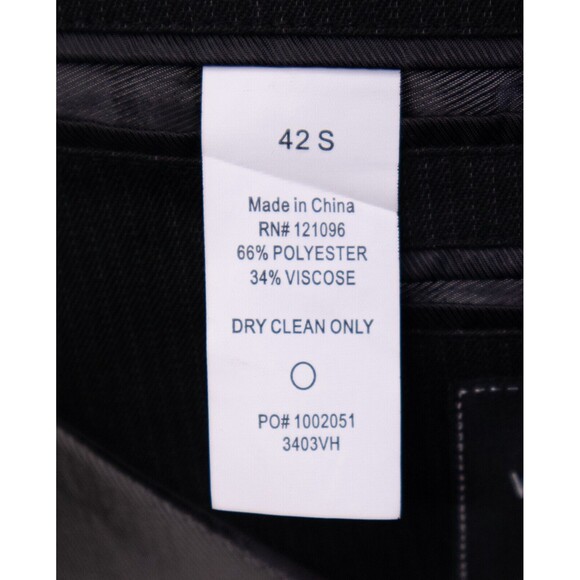 42 S
Made in China
RN# 121096
66% POLYESTER
34% VISCOSE
DRY CLEAN ONLY
PO# 1002051
3403VH